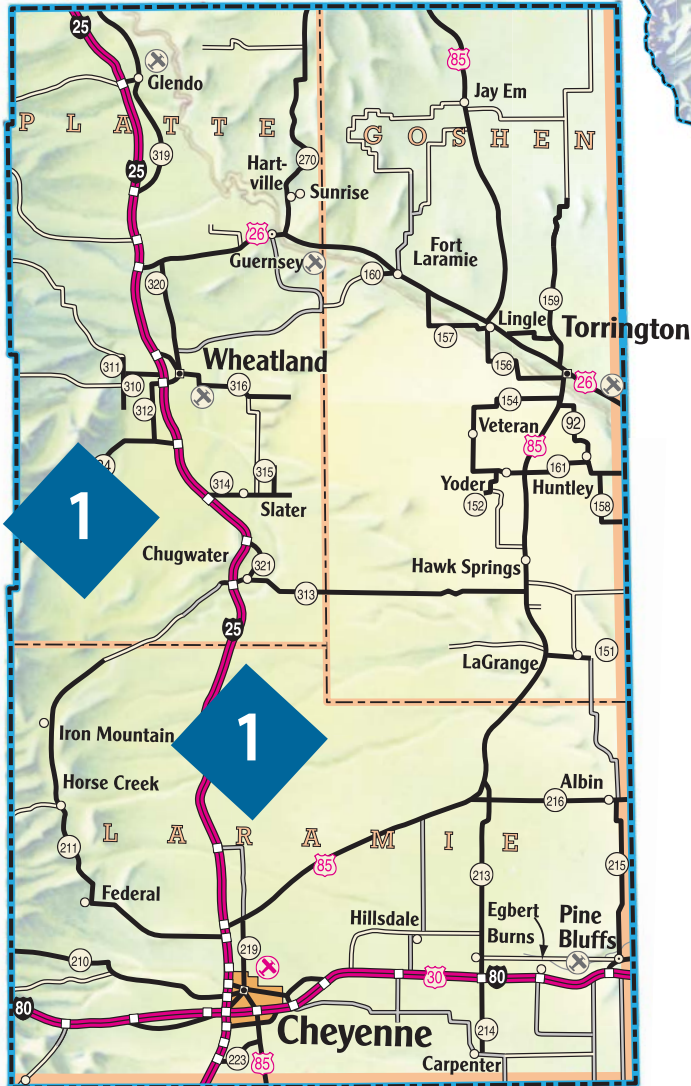 25
85
Glendo
Jay Em
PLATTE
GOSHEN
319
25
Hart-
ville
270
Sunrise
26
Guernsey
Fort
Laramie
160
320
159
Lingle
Torrington
157
311
Wheatland
156
310
316
26
312
154
92
Veteran
85
314
315
161
Yoder
Huntley
Slater
152
158
1
Chugwater
321
Hawk Springs
313
25
151
LaGrange
Iron Mountain
1
Horse Creek
Albin
216
LARAMIE
211
85
213
215
Federal
Hillsdale
Egbert
Burns
Pine
Bluffs
219
210
30
80
80
Cheyenne
214
223
85
Carpenter